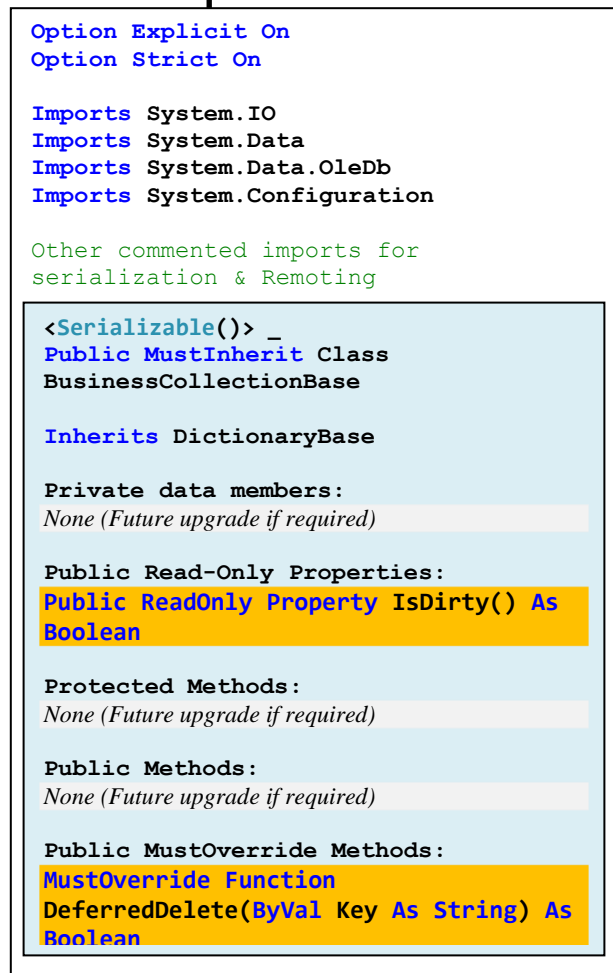 Option Explicit On
Option Strict On
Imports System.IO
Imports System.Data
Imports System.Data.OleDb
Imports System.Configuration
Other commented imports for
serialization & Remoting
<Serializable()> _
Public MustInherit Class
BusinessCollectionBase
Inherits DictionaryBase
Private data members:
None (Future upgrade if required)
Public Read-Only Properties:
Public ReadOnly Property IsDirty() As
Boolean
Protected Methods:
None (Future upgrade if required)
Public Methods:
None (Future upgrade if required)
Public MustOverride Methods:
MustOverride Function
DeferredDelete(ByVal Key As String) As
Boolean